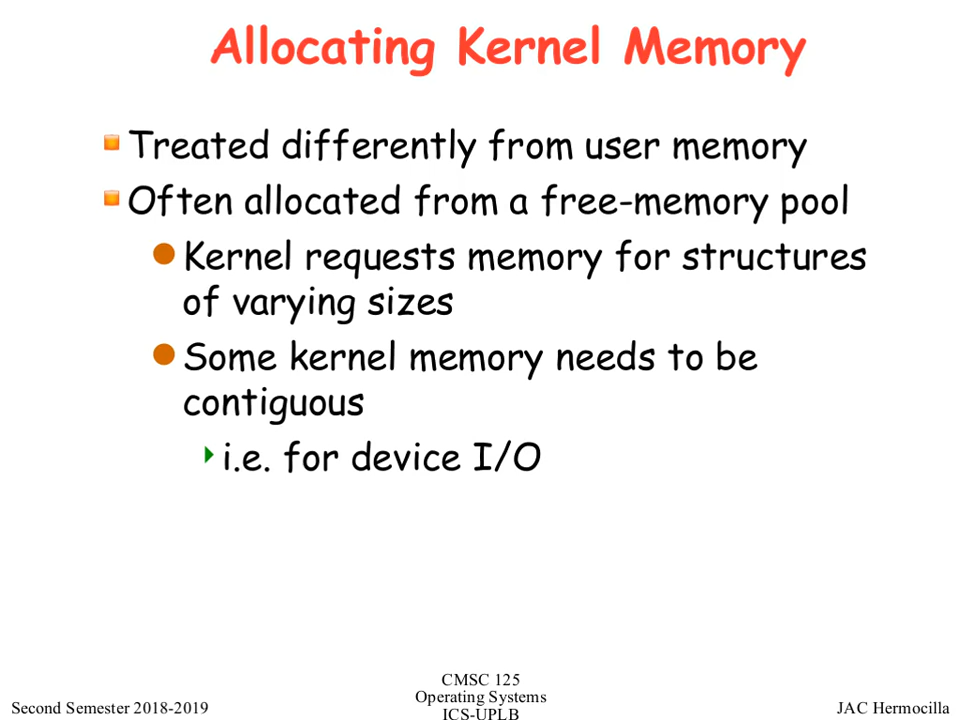 Allocating Kernel Memory
Treated differently from user memory
Often allocated from a free-memory pool
Kernel requests memory for structures
of varying sizes
Some kernel memory needs to be
contiguous
i.e. for device I/O
CMSC 125
Operating Systems
ICS-UPLB
Second Semester 2018-2019
JAC Hermocilla